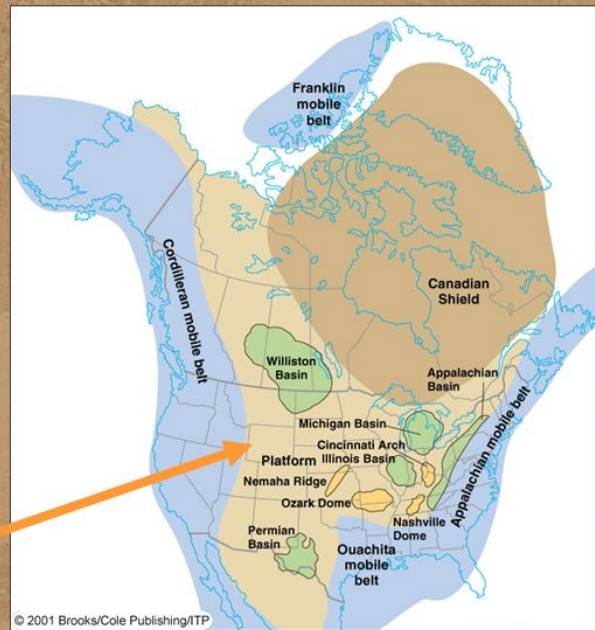 Franklin
mobile
belt
Cordilleran mobile belt
Canadian
Shield
Williston
Basin
Appalachian
Basin
Michigan Basin
Cincinnati Arch
Illinois Basin
Platform
Nemaha Ridge
Ozark Dome
Appalachian mobile belt
Nashville
Dome
Permian
Basin
Ouachita
mobile
belt
© 2001 Brooks/Cole Publishing/ITP